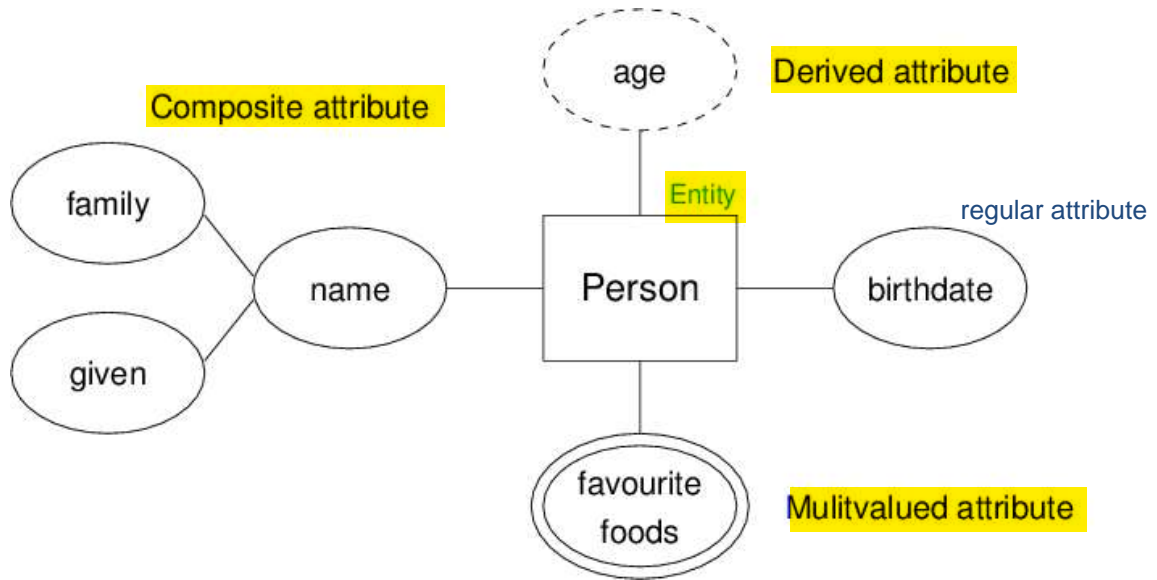 age
Derived attribute
Composite attribute
Entity
family
regular attribute
name
Person
birthdate
given
favourite
foods
Mulitvalued attribute